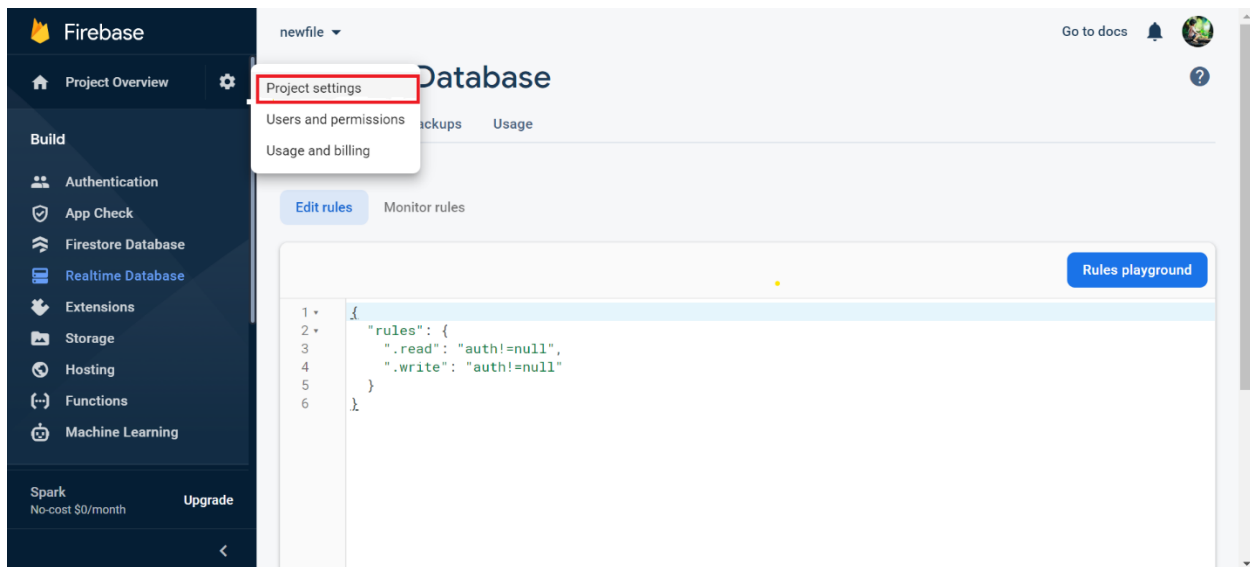 Firebase
Project Overview
Build
Authentication
App Check
Firestore Database
Realtime Database
Extensions
Storage
Hosting
Functions
Machine Learning
Spark
No-cost $0/month
Upgrade
newfile
Go to docs
Database
Project settings
Users and permissions
Usage and billing
ackups
Usage
Edit rules
Monitor rules
Rules playground
1 {
2 "rules": {
3 ".read": "auth!=null",
4 ".write": "auth!=null"
5 }
6 }